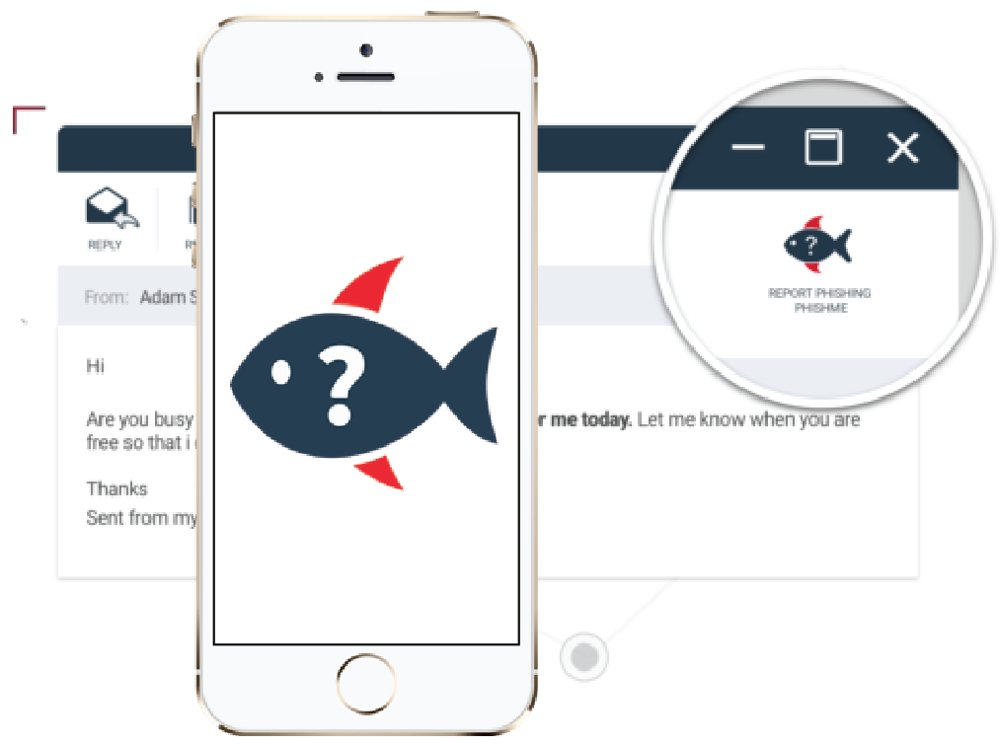 REPLY
REPORT PHISHING
PHISHME
From: Adam S
Hi
Are you busy r me today. Let me know when you are
free so that i
Thanks
Sent from my
?
?